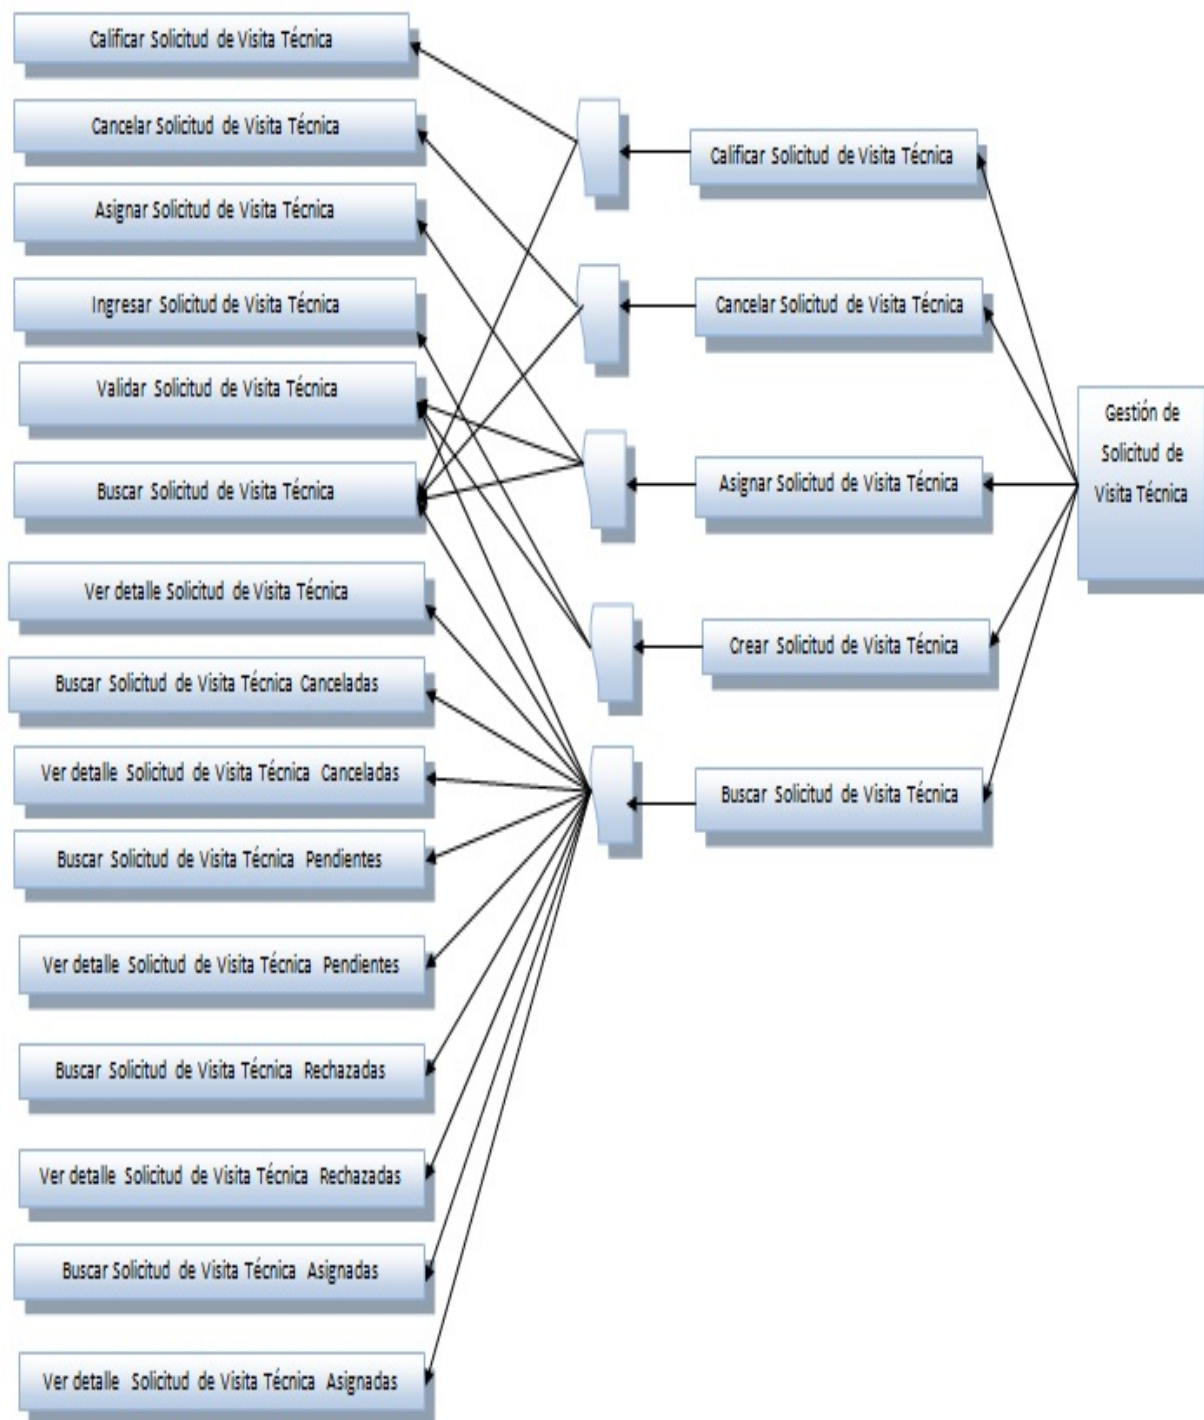 Calificar Solicitud de Visita Técnica
Cancelar Solicitud de Visita Técnica
Asignar Solicitud de Visita Técnica
Ingresar Solicitud de Visita Técnica
Validar Solicitud de Visita Técnica
Buscar Solicitud de Visita Técnica
Ver detalle Solicitud de Visita Técnica
Buscar Solicitud de Visita Técnica Canceladas
Ver detalle Solicitud de Visita Técnica Canceladas
Buscar Solicitud de Visita Técnica Pendientes
Ver detalle Solicitud de Visita Técnica Pendientes
Buscar Solicitud de Visita Técnica Rechazadas
Ver detalle Solicitud de Visita Técnica Rechazadas
Buscar Solicitud de Visita Técnica Asignadas
Ver detalle Solicitud de Visita Técnica Asignadas
Calificar Solicitud de Visita Técnica
Cancelar Solicitud de Visita Técnica
Asignar Solicitud de Visita Técnica
Crear Solicitud de Visita Técnica
Buscar Solicitud de Visita Técnica
Gestión de
Solicitud de
Visita Técnica